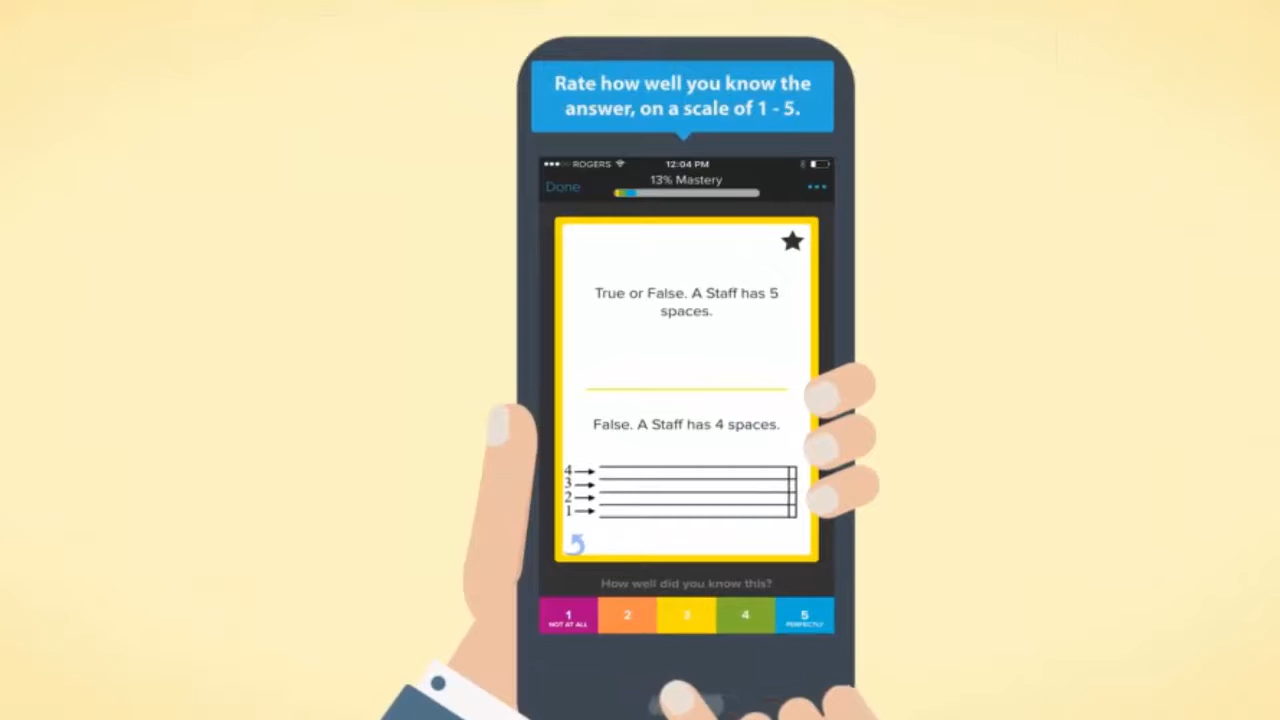 Rate how well you know the
answer, on a scale of 1 - 5.
ROGERS 12:04 PM
13% Mastery
Done
True or False. A Staff has 5
spaces.
False. A Staff has 4 spaces.
4
3
2
1
How well did you know this?
1 2 3 4 5
NOT AT ALL PERFECTLY